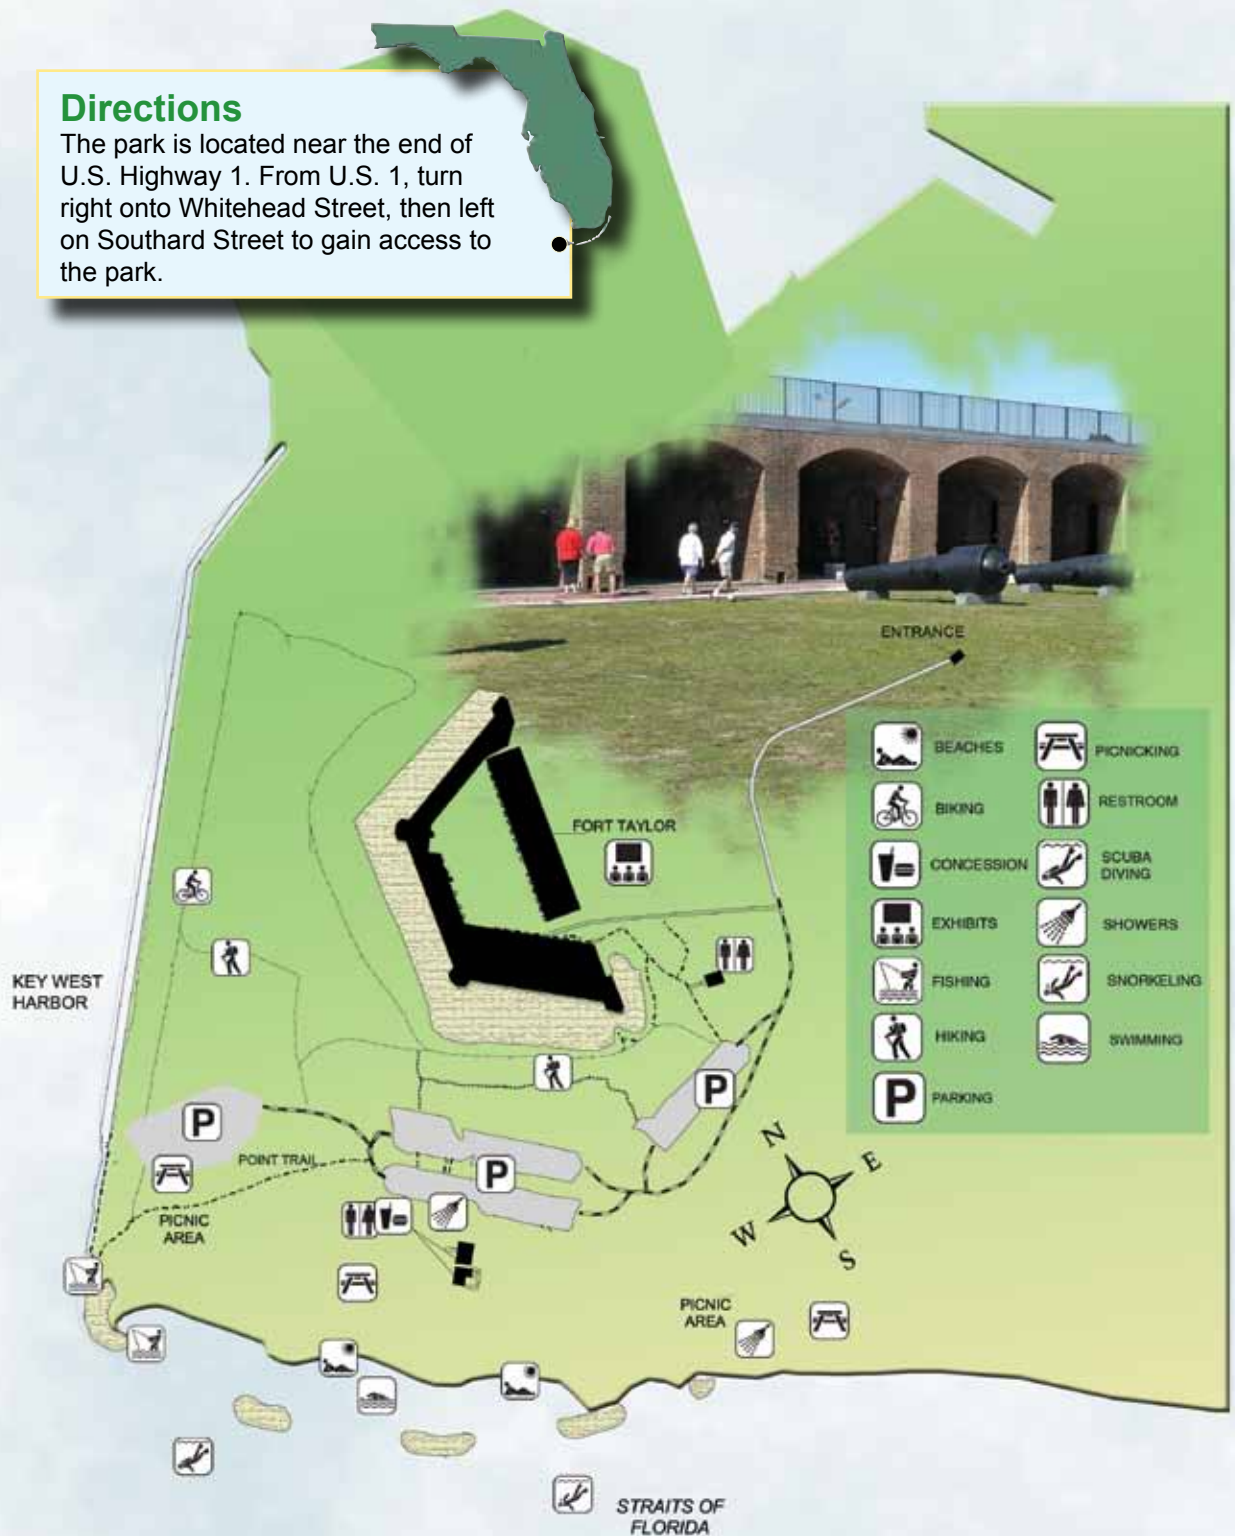 Directions
The park is located near the end of
U.S. Highway 1. From U.S. 1, turn
right onto Whitehead Street, then left
on Southard Street to gain access to
the park.
ENTRANCE
BEACHES
PICNICKING
BIKING
RESTROOM
CONCESSION
SCUBA
DIVING
EXHIBITS
SHOWERS
FISHING
SNORKELING
HIKING
SWIMMING
P
PARKING
FORT TAYLOR
KEY WEST
HARBOR
P
P
P
POINT TRAIL
PICNIC
AREA
N
E
W
S
PICNIC
AREA
STRAITS OF
FLORIDA